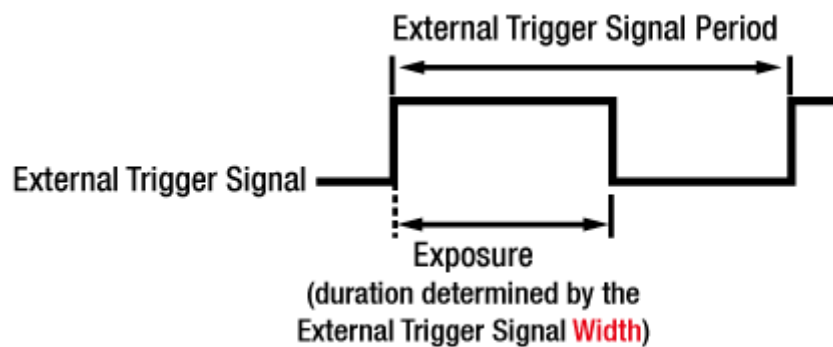 External Trigger Signal Period
External Trigger Signal
Exposure
(duration determined by the
External Trigger Signal Width)